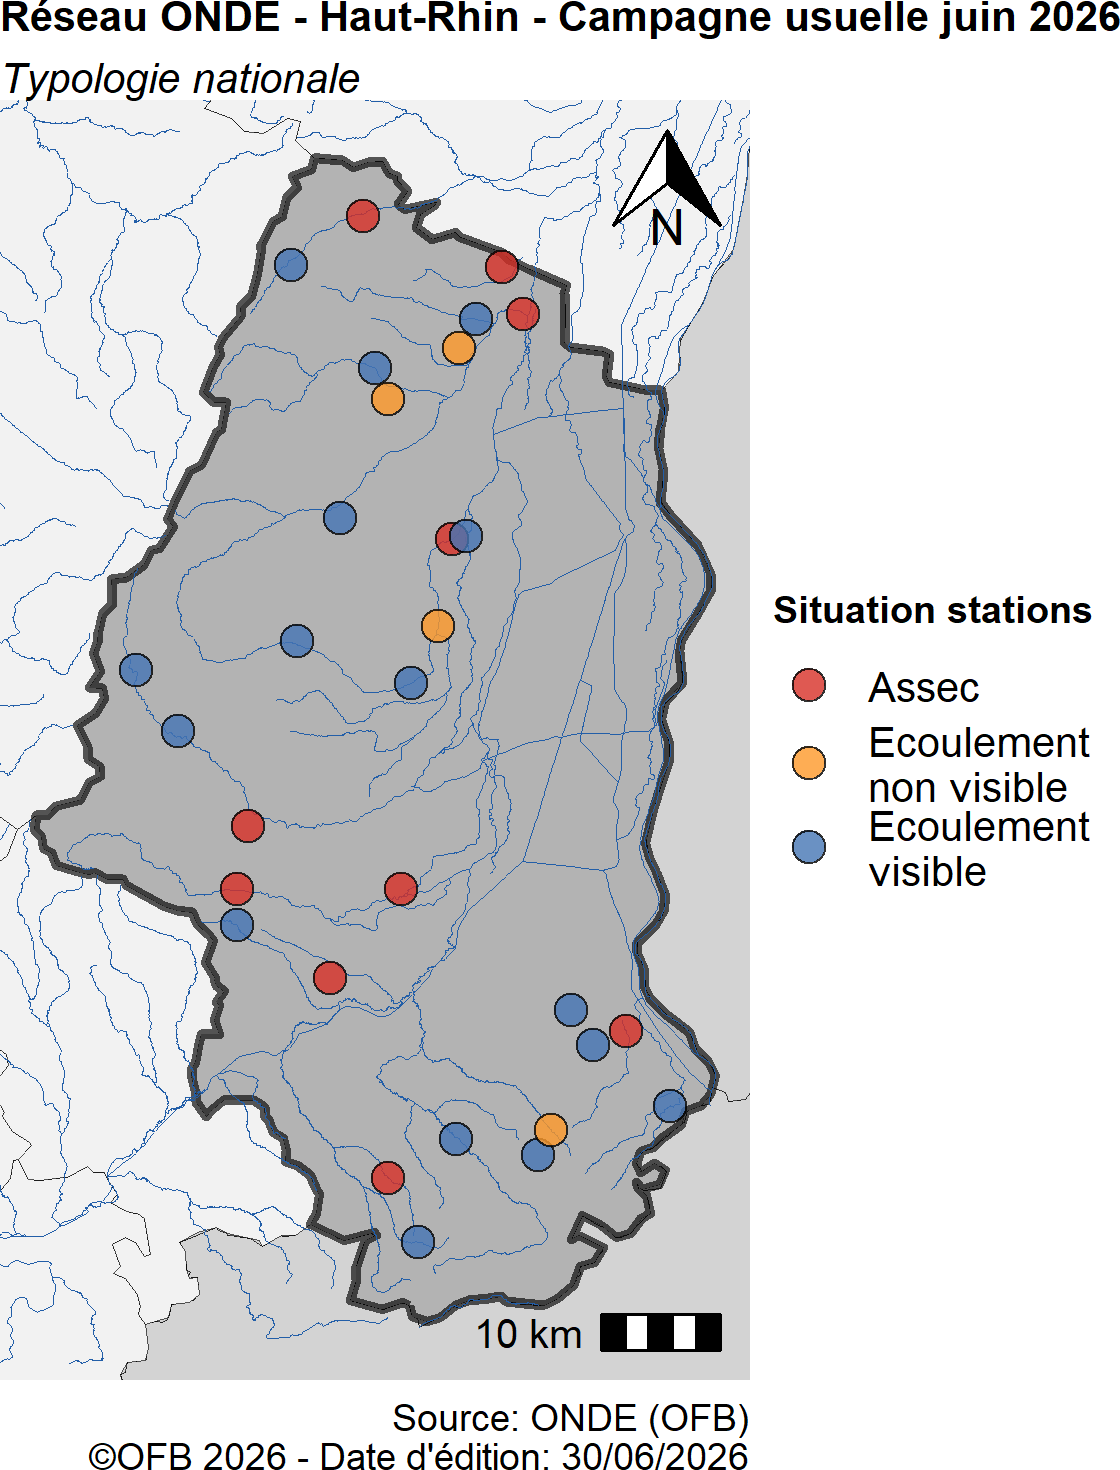 Réseau ONDE - Haut-Rhin - Campagne usuelle juin 2026
Typologie nationale
N
Situation stations
Assec
Ecoulement
non visible
Ecoulement
visible
10 km
Source: ONDE (OFB)
©OFB 2026 - Date d'édition: 30/06/2026